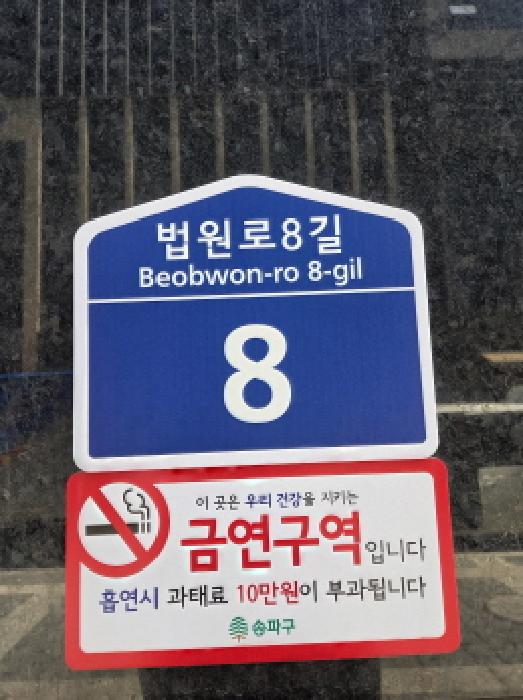 법원로8길
Beobwon-ro 8-gil
8
이 곳은 우리 건강을 지키는
금연구역입니다
흡연시 과태료 10만원이 부과됩니다
송파구